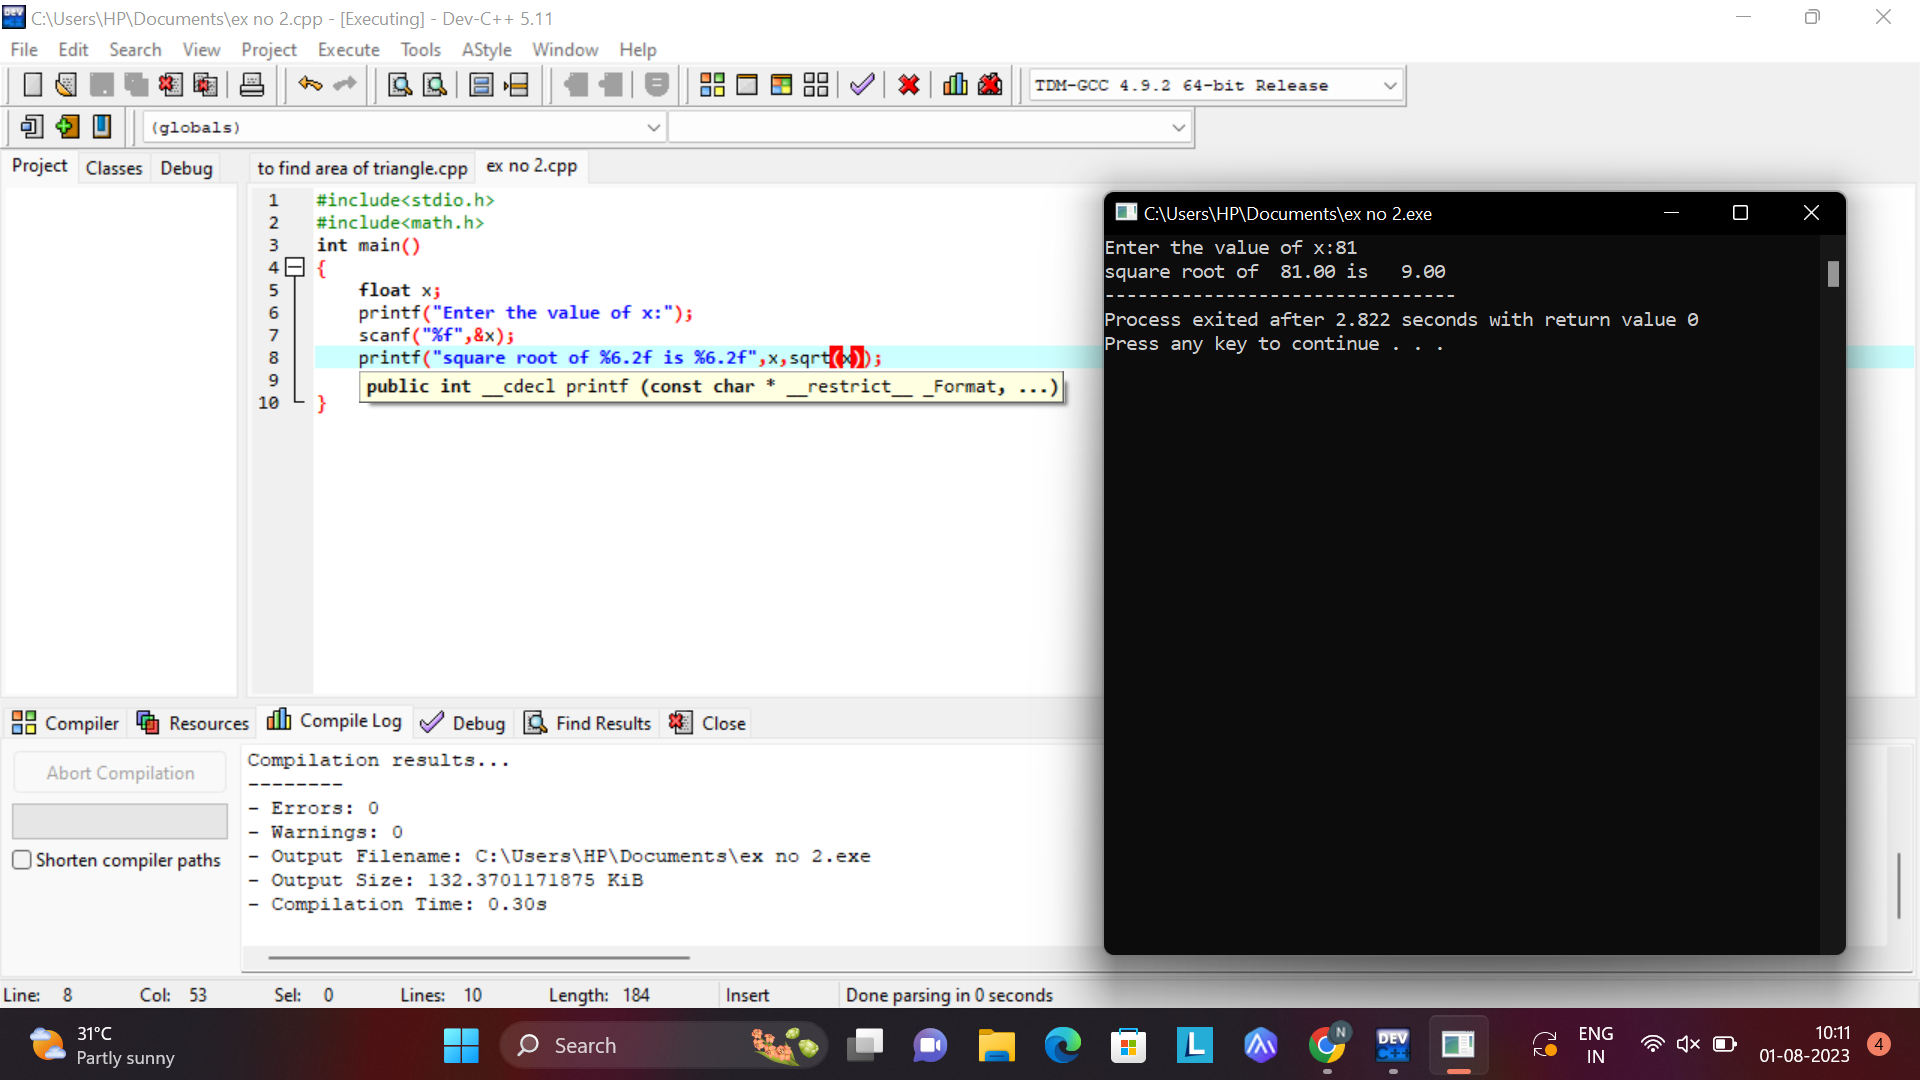 C:\Users\HP\Documents\ex no 2.cpp - [Executing] - Dev-C++ 5.11
File Edit Search View Project Execute Tools AStyle Window Help
TDM-GCC 4.9.2 64-bit Release
(globals)
Project Classes Debug
to find area of triangle.cpp ex no 2.cpp
1 #include<stdio.h>
2 #include<math.h>
3 int main()
4 {
5 float x;
6 printf("Enter the value of x:");
7 scanf("%f",&x);
8 printf("square root of %6.2f is %6.2f",x,sqrt(x));
9
public int __cdecl printf (const char * __restrict__ _Format, ...)
10 }
C:\Users\HP\Documents\ex no 2.exe
Enter the value of x:81
square root of  81.00 is   9.00
--------------------------------
Process exited after 2.822 seconds with return value 0
Press any key to continue . . .
Compiler Resources Compile Log Debug Find Results Close
Abort Compilation
Shorten compiler paths
Compilation results...
--------
- Errors: 0
- Warnings: 0
- Output Filename: C:\Users\HP\Documents\ex no 2.exe
- Output Size: 132.3701171875 KiB
- Compilation Time: 0.30s
Line: 8 Col: 53 Sel: 0 Lines: 10 Length: 184 Insert Done parsing in 0 seconds
31°C
Partly sunny
Search
L
N
DEV
C++
ENG
IN
10:11
01-08-2023
4